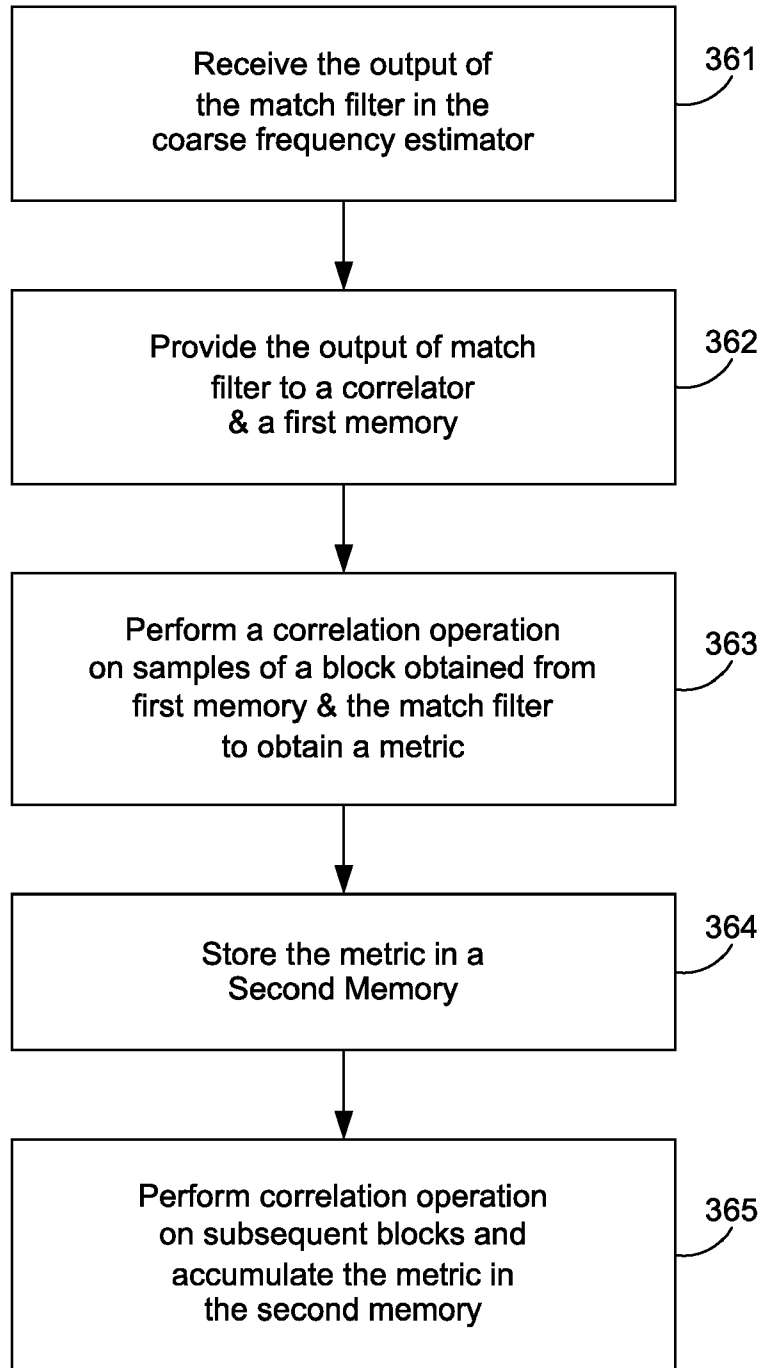 Receive the output of
the match filter in the
coarse frequency estimator
361
Provide the output of match
filter to a correlator
& a first memory
362
Perform a correlation operation
on samples of a block obtained from
first memory & the match filter
to obtain a metric
363
Store the metric in a
Second Memory
364
Perform correlation operation
on subsequent blocks and
accumulate the metric in
the second memory
365